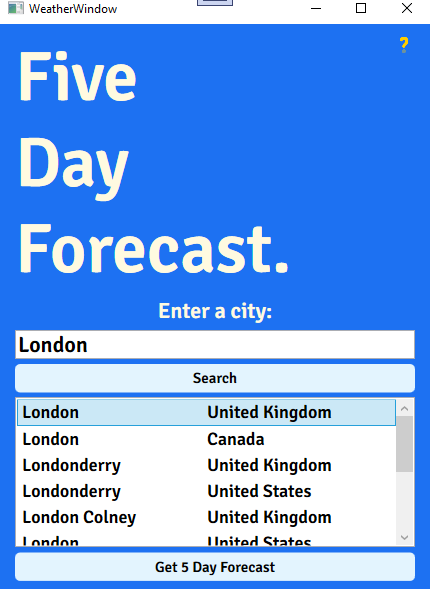 WeatherWindow
?
Five
Day
Forecast.
Enter a city:
London
Search
London United Kingdom
London Canada
Londonderry United Kingdom
Londonderry United States
London Colney United Kingdom
London United States
Get 5 Day Forecast